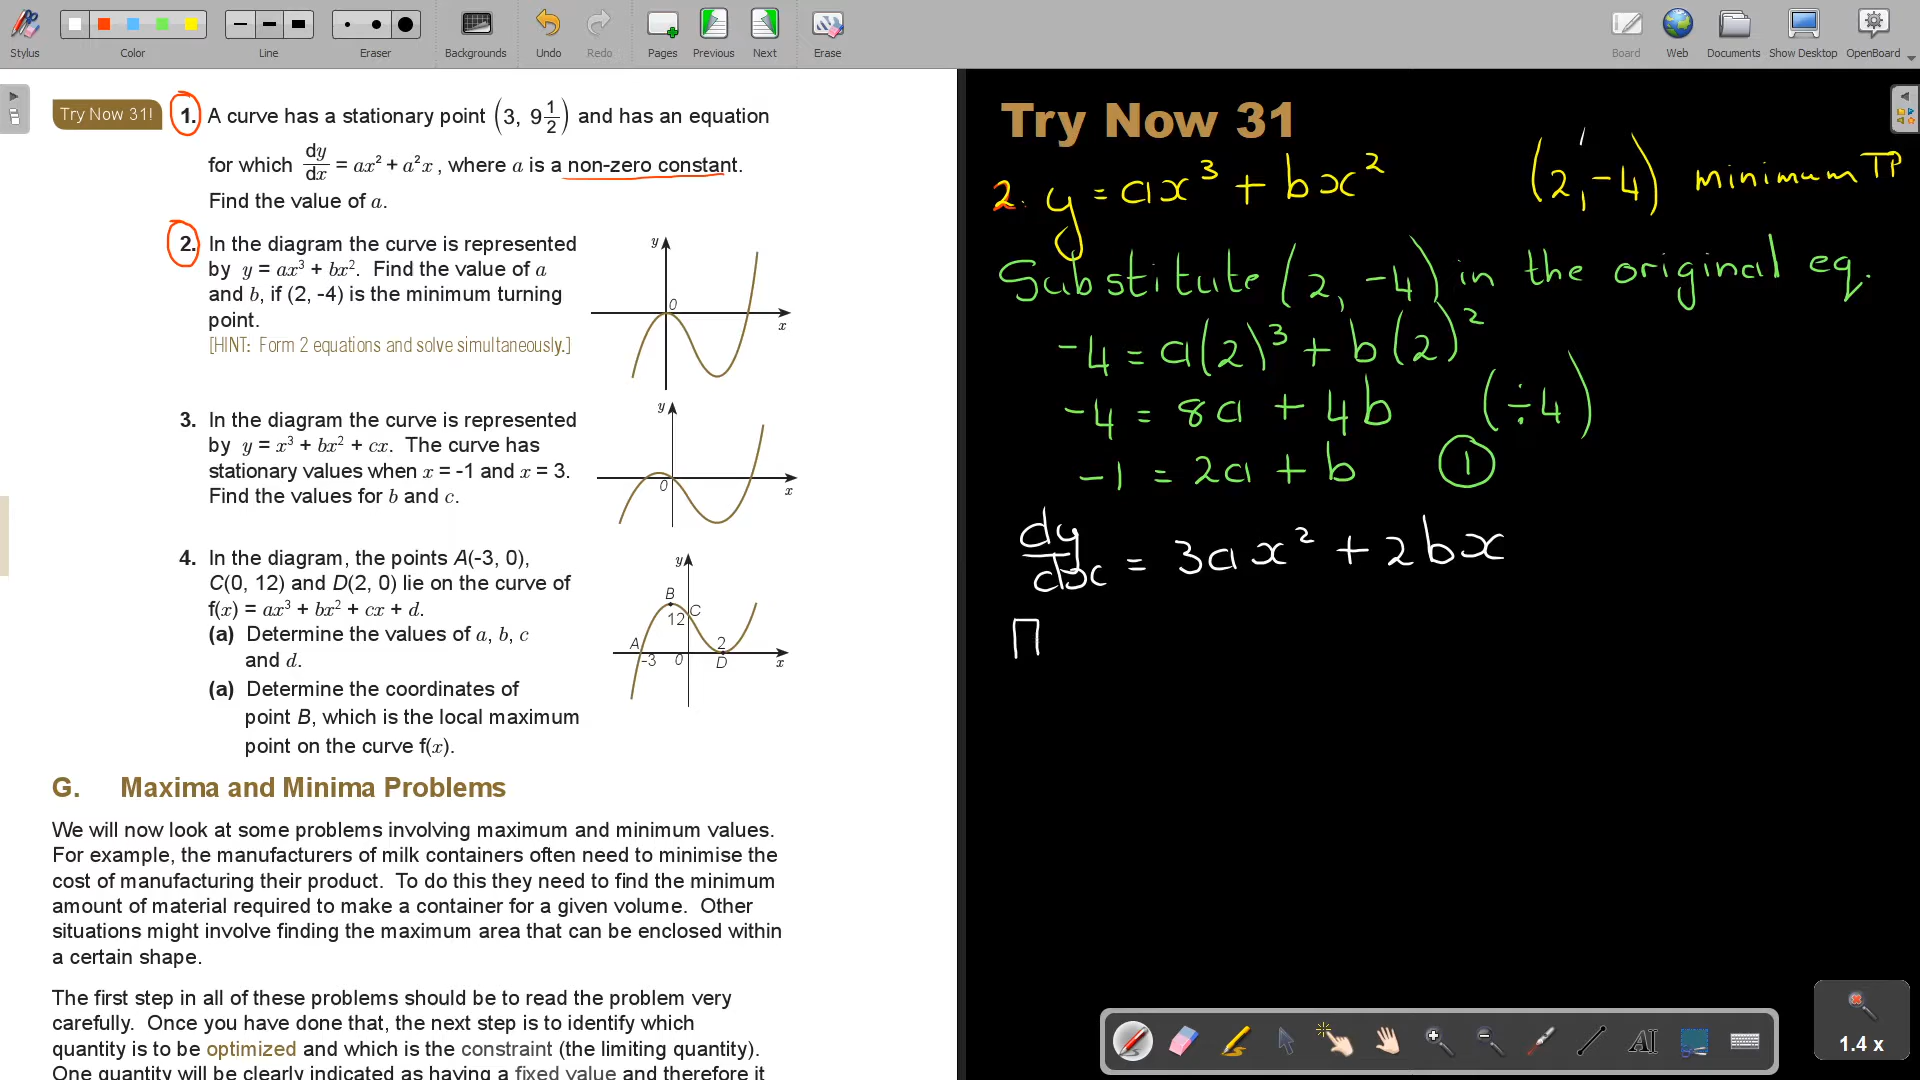 Stylus
Color
Line
Eraser
Backgrounds
Undo
Redo
Pages
Previous
Next
Erase
Board
Web
Documents
Show Desktop
OpenBoard
Try Now 31!
1. A curve has a stationary point (3, 9 1/2) and has an equation
for which dy/dx = ax² + a²x, where a is a non-zero constant.
Find the value of a.
2. In the diagram the curve is represented
by y = ax³ + bx². Find the value of a
and b, if (2, -4) is the minimum turning
point.
[HINT: Form 2 equations and solve simultaneously.]
y
0
x
3. In the diagram the curve is represented
by y = x³ + bx² + cx. The curve has
stationary values when x = -1 and x = 3.
Find the values for b and c.
y
0
x
4. In the diagram, the points A(-3, 0),
C(0, 12) and D(2, 0) lie on the curve of
f(x) = ax³ + bx² + cx + d.
(a) Determine the values of a, b, c
and d.
(a) Determine the coordinates of
point B, which is the local maximum
point on the curve f(x).
y
B
C
12
A
2
-3
0
D
x
G. Maxima and Minima Problems
We will now look at some problems involving maximum and minimum values.
For example, the manufacturers of milk containers often need to minimise the
cost of manufacturing their product. To do this they need to find the minimum
amount of material required to make a container for a given volume. Other
situations might involve finding the maximum area that can be enclosed within
a certain shape.
The first step in all of these problems should be to read the problem very
carefully. Once you have done that, the next step is to identify which
quantity is to be optimized and which is the constraint (the limiting quantity).
One quantity will be clearly indicated as having a fixed value and therefore it
Try Now 31
2. y = ax³ + bx² (2, -4) minimum TP
Substitute (2, -4) in the original eq.
-4 = a(2)³ + b(2)²
-4 = 8a + 4b (÷4)
-1 = 2a + b ①
dy/dx = 3ax² + 2bx
1.4 x